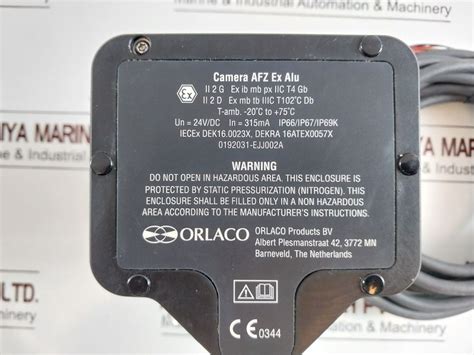 Marine & Industrial Automation & Machinery
Camera AFZ Ex Alu
II 2 G Ex ib mb px IIC T4 Gb
II 2 D Ex mb tb IIIC T102°C Db
T-amb. -20°C to +75°C
Un = 24V/DC In = 315mA IP66/IP67/IP69K
IECEx DEK16.0023X, DEKRA 16ATEX0057X
0192031-EJJ002A
WARNING
DO NOT OPEN IN HAZARDOUS AREA. THIS ENCLOSURE IS
PROTECTED BY STATIC PRESSURIZATION (NITROGEN). THIS
ENCLOSURE SHALL BE FILLED ONLY IN A NON HAZARDOUS
AREA ACCORDING TO THE MANUFACTURER'S INSTRUCTIONS.
ORLACO
ORLACO Products BV
Albert Plesmanstraat 42, 3772 MN
Barneveld, The Netherlands
CE 0344